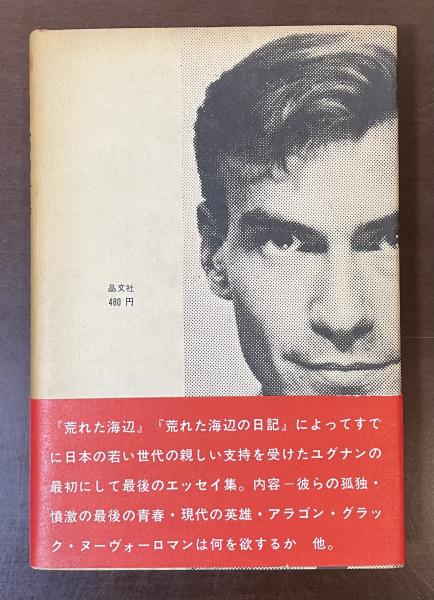 晶文社
480 円
『荒れた海辺』『荒れた海辺の日記』によってすで
に日本の若い世代の親しい支持を受けたユグナンの
最初にして最後のエッセイ集。内容－彼らの孤独・
憤激の最後の青春・現代の英雄・アラゴン・グラッ
ク・ヌーヴォーロマンは何を欲するか　他。